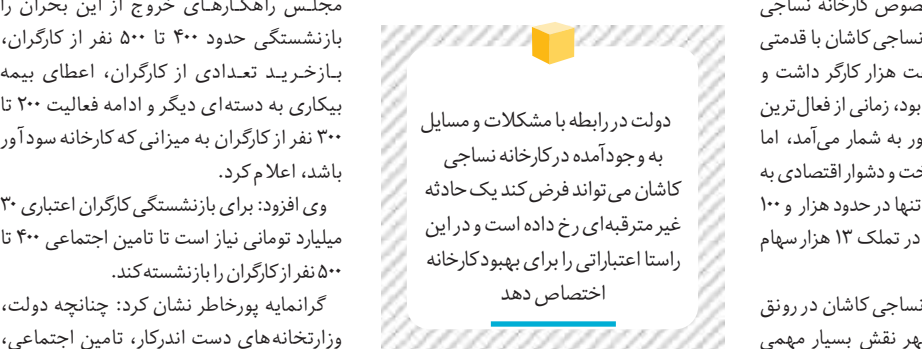 خصوص کارخانه نساجی
نساجی کاشان با قدمتی
هزار کارگر داشت و
بود، زمانی از فعال‌ترین
به شمار می‌آمد، اما
و دشوار اقتصادی به
تنها در حدود هزار و ۱۰۰
در تملک ۱۳ هزار سهام
نساجی کاشان در رونق
نقش بسیار مهمی
دولت در رابطه با مشکلات و مسایل
به وجودآمده در کارخانه نساجی
کاشان می‌تواند فرض کند یک حادثه
غیر مترقبه‌ای رخ داده است و در این
راستا اعتباراتی را برای بهبود کارخانه
اختصاص دهد
مجلس راهکارهای خروج از این بحران را
بازنشستگی حدود ۴۰۰ تا ۵۰۰ نفر از کارگران،
بازخرید تعدادی از کارگران، اعطای بیمه
بیکاری به دسته‌ای دیگر و ادامه فعالیت ۲۰۰ تا
۳۰۰ نفر از کارگران به میزانی که کارخانه سودآور
باشد، اعلام کرد.
وی افزود: برای بازنشستگی کارگران اعتباری ۳۰
میلیارد تومانی نیاز است تا تامین اجتماعی ۴۰۰ تا
۵۰۰ نفر از کارگران را بازنشسته کند.
گرانمایه پورخاطر نشان کرد: چنانچه دولت،
وزارتخانه‌های دست اندرکار، تامین اجتماعی،